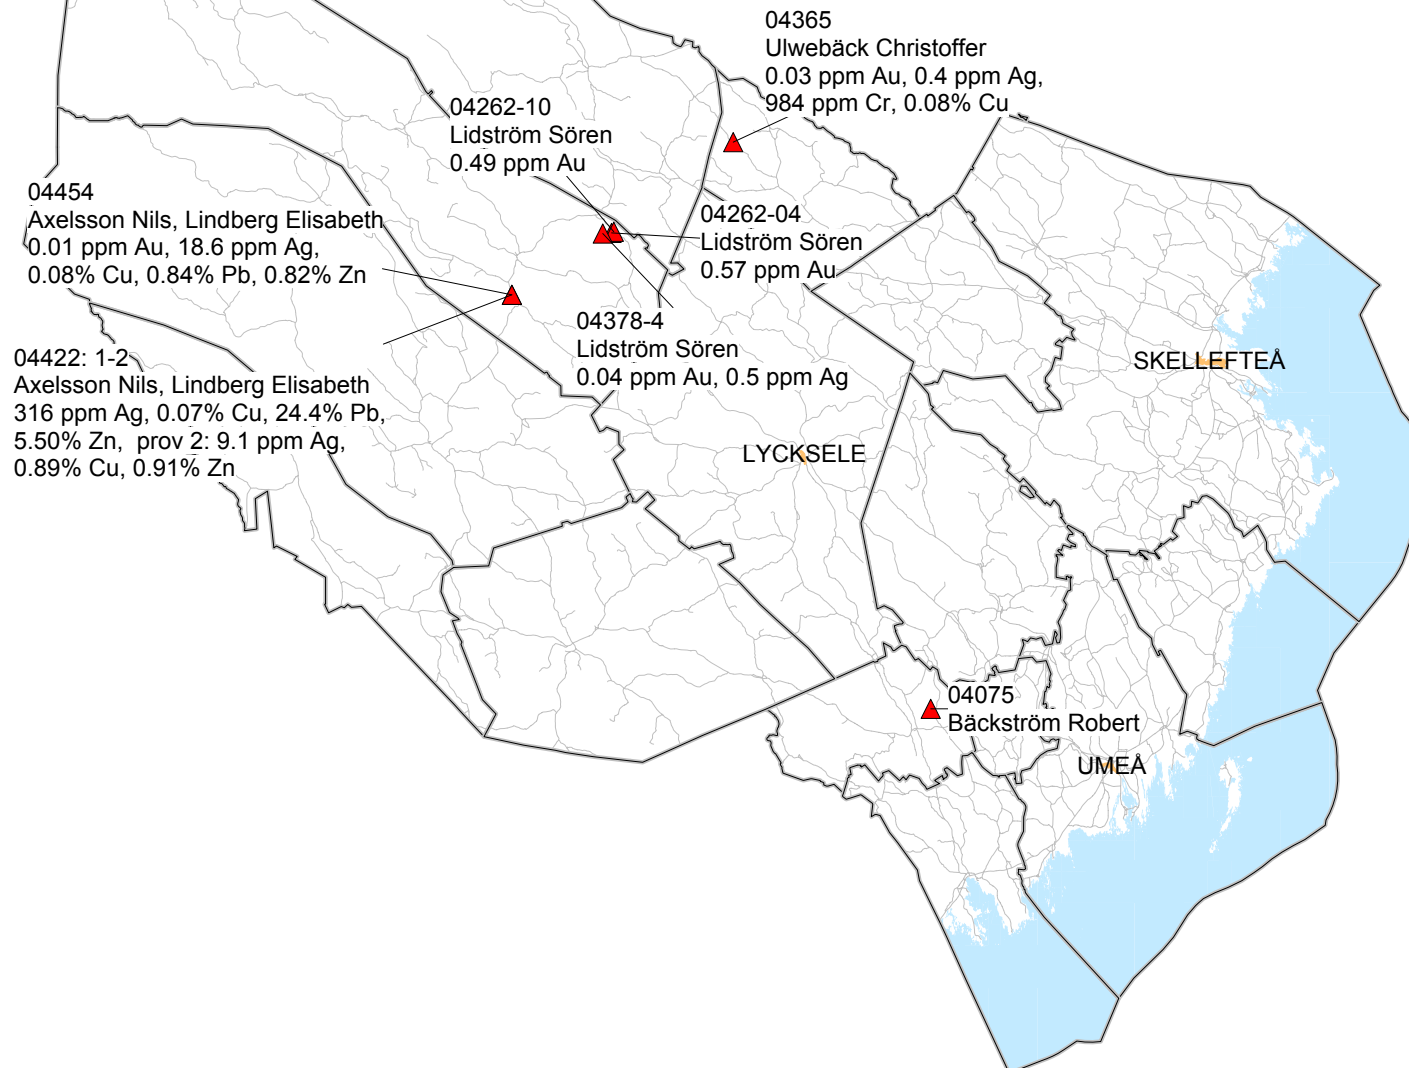 04365
Ulwebäck Christoffer
0.03 ppm Au, 0.4 ppm Ag,
984 ppm Cr, 0.08% Cu
04262-10
Lidström Sören
0.49 ppm Au
04454
Axelsson Nils, Lindberg Elisabeth
0.01 ppm Au, 18.6 ppm Ag,
0.08% Cu, 0.84% Pb, 0.82% Zn
04262-04
Lidström Sören
0.57 ppm Au
04378-4
Lidström Sören
0.04 ppm Au, 0.5 ppm Ag
04422: 1-2
Axelsson Nils, Lindberg Elisabeth
316 ppm Ag, 0.07% Cu, 24.4% Pb,
5.50% Zn,  prov 2: 9.1 ppm Ag,
0.89% Cu, 0.91% Zn
SKELLEFTEÅ
LYCKSELE
04075
Bäckström Robert
UMEÅ